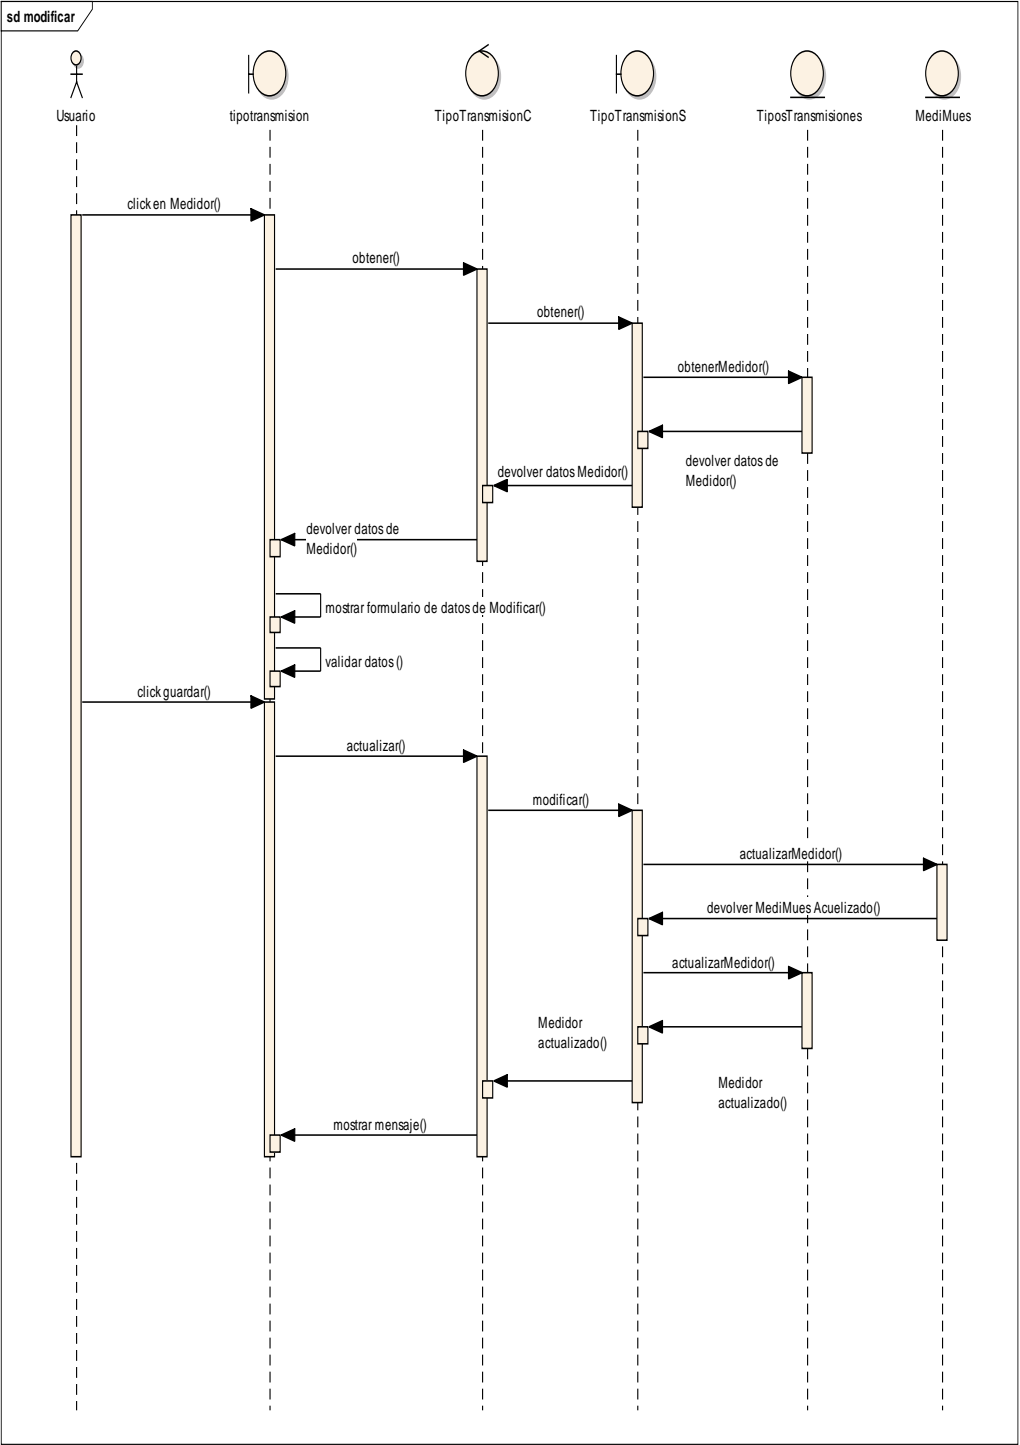 sd modificar
Usuario
tipotransmision
TipoTransmisionC
TipoTransmisionS
TiposTransmisiones
MediMues
click en Medidor()
obtener()
obtener()
obtenerMedidor()
devolver datos de
Medidor()
devolver datos Medidor()
devolver datos de
Medidor()
mostrar formulario de datos de Modificar()
validar datos ()
click guardar()
actualizar()
modificar()
actualizarMedidor()
devolver MediMues Acuelizado()
actualizarMedidor()
Medidor
actualizado()
Medidor
actualizado()
mostrar mensaje()